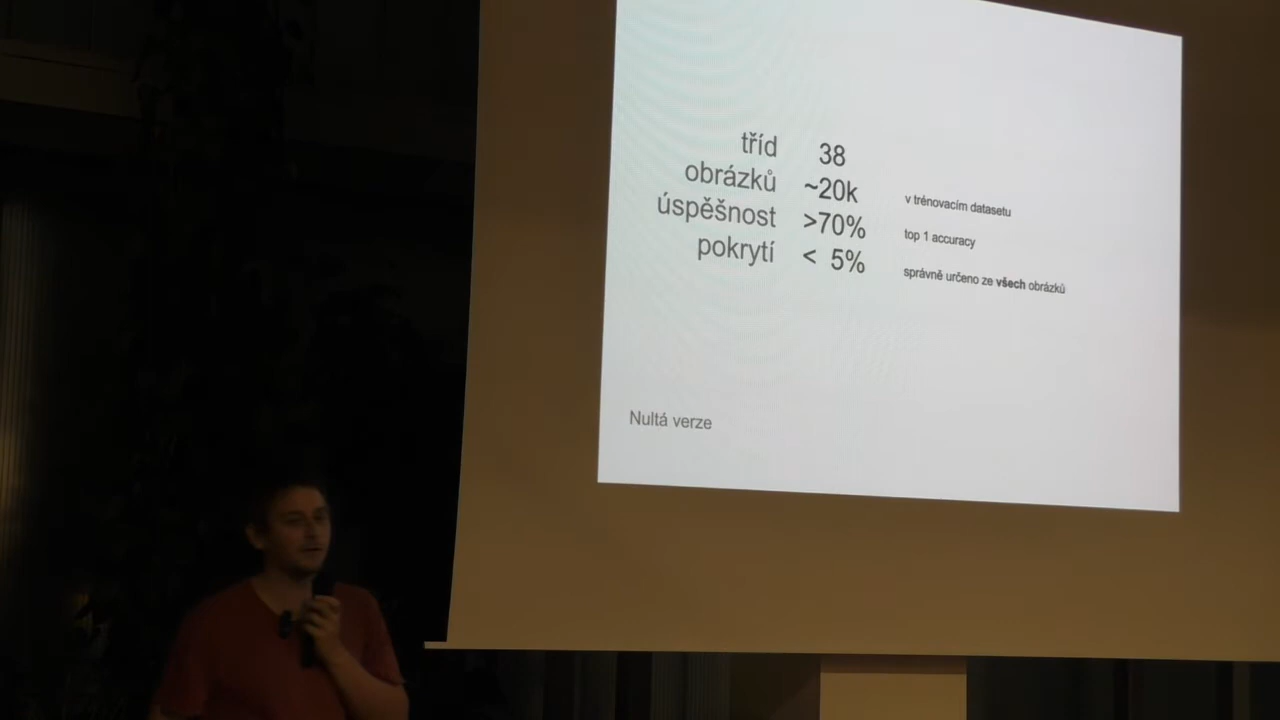 tříd 38
obrázků ~20k v trénovacím datasetu
úspěšnost >70% top 1 accuracy
pokrytí < 5% správně určeno ze všech obrázků
Nultá verze